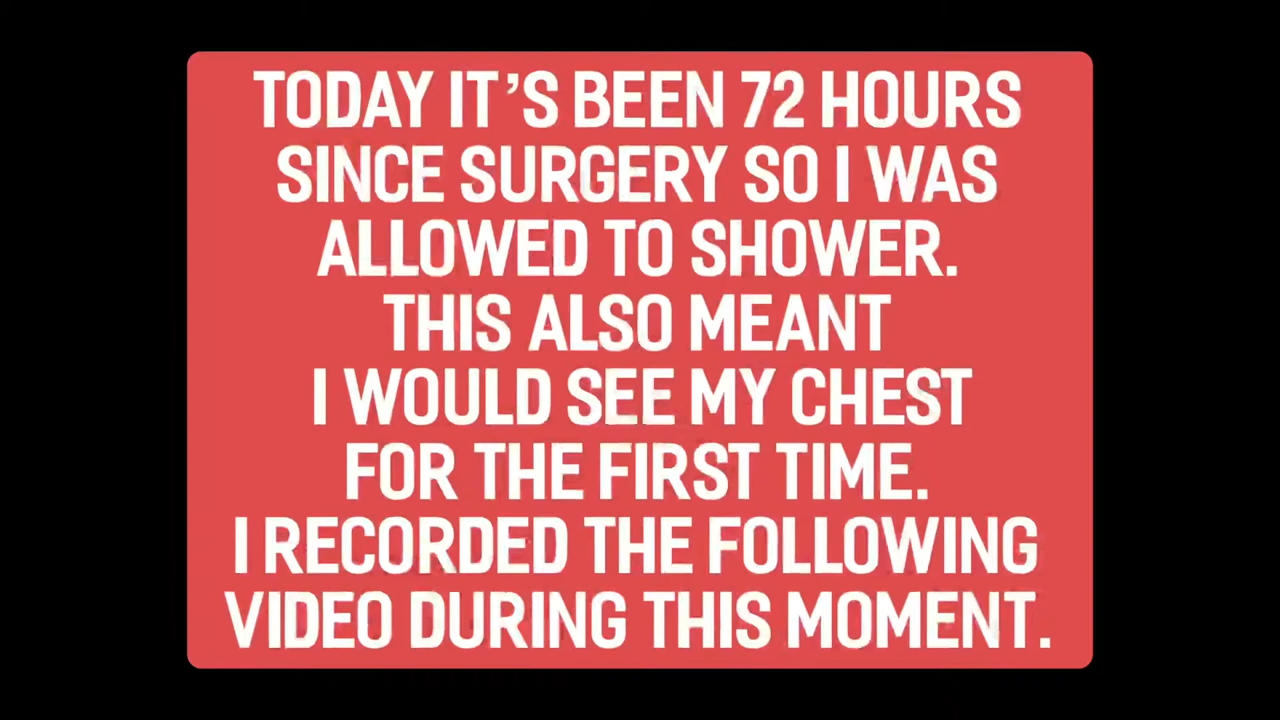 TODAY IT'S BEEN 72 HOURS
SINCE SURGERY SO I WAS
ALLOWED TO SHOWER.
THIS ALSO MEANT
I WOULD SEE MY CHEST
FOR THE FIRST TIME.
I RECORDED THE FOLLOWING
VIDEO DURING THIS MOMENT.